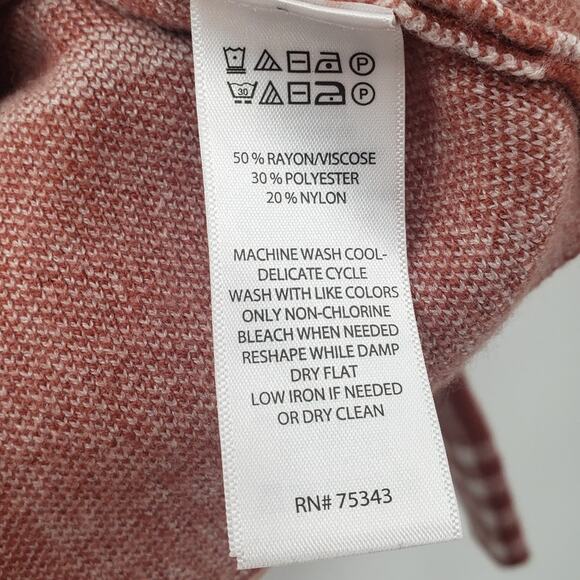 P
30 P
50 % RAYON/VISCOSE
30 % POLYESTER
20 % NYLON
MACHINE WASH COOL-
DELICATE CYCLE
WASH WITH LIKE COLORS
ONLY NON-CHLORINE
BLEACH WHEN NEEDED
RESHAPE WHILE DAMP
DRY FLAT
LOW IRON IF NEEDED
OR DRY CLEAN
RN# 75343